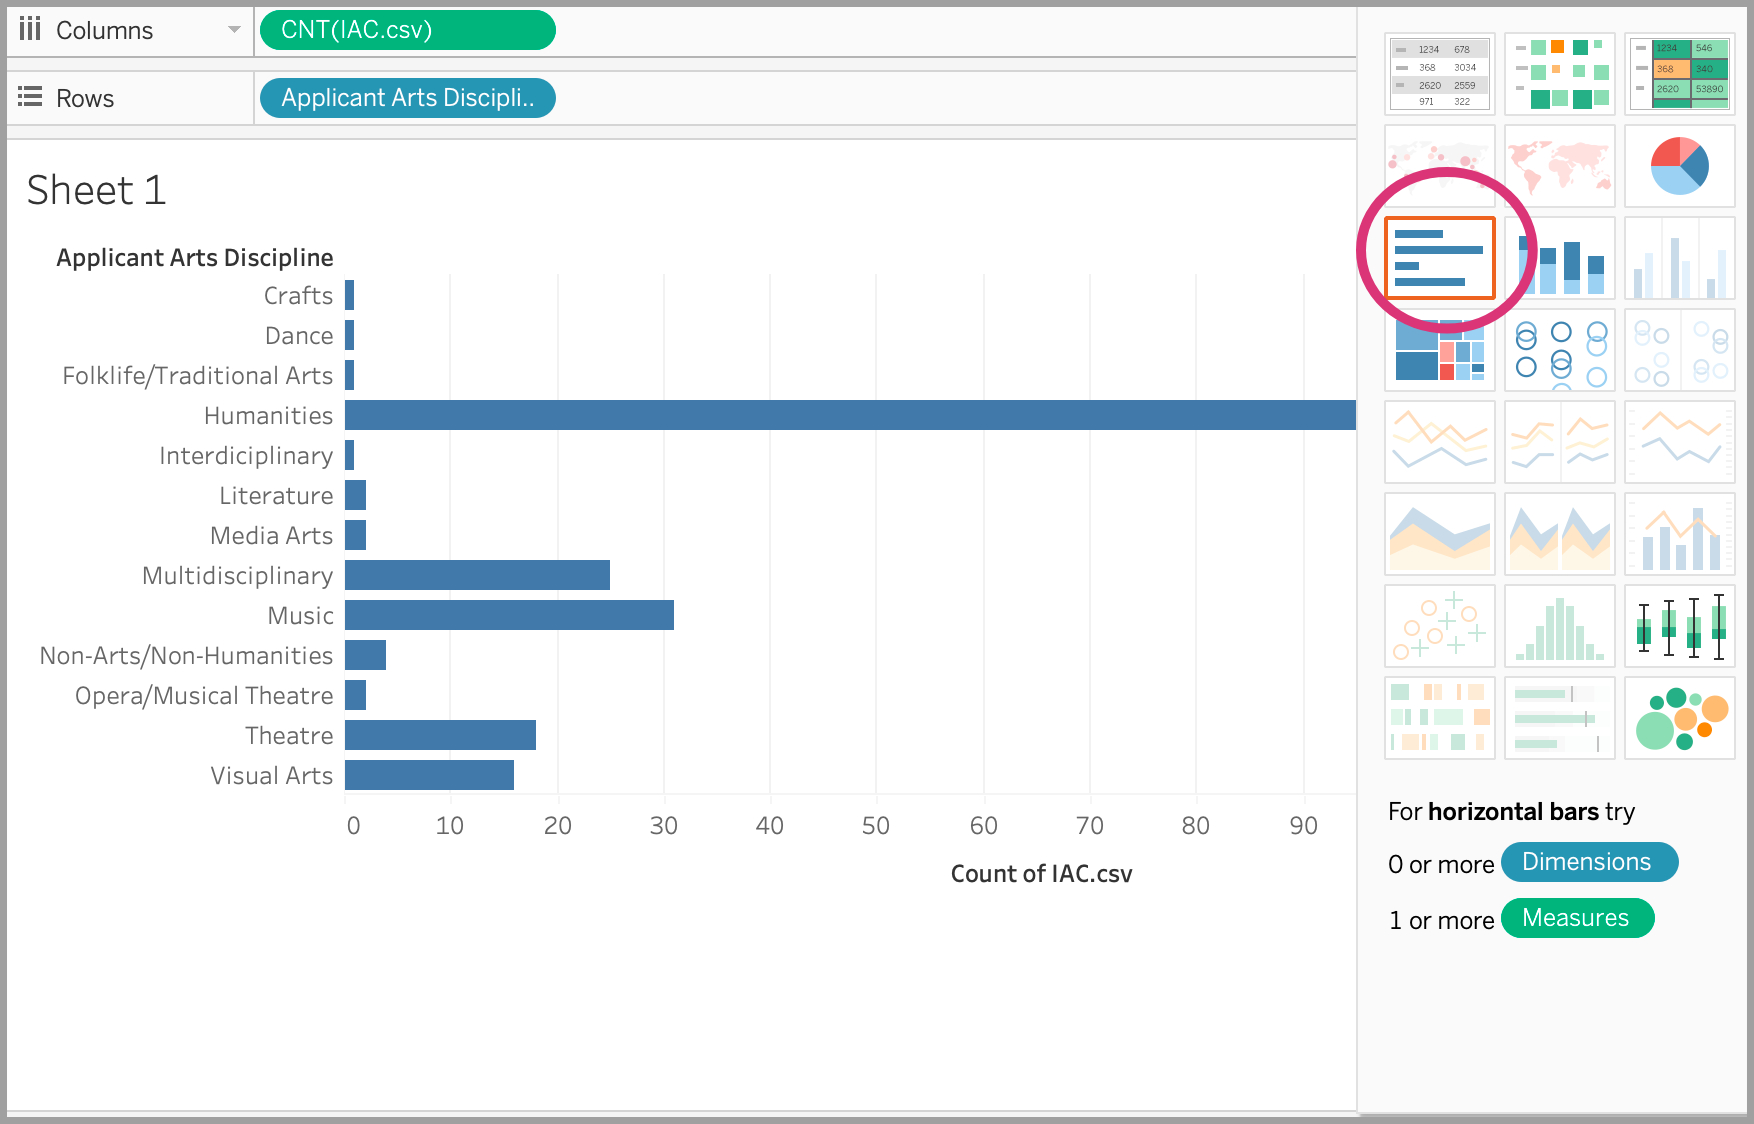 Columns
CNT(IAC.csv)
Rows
Applicant Arts Discipli..
Sheet 1
Applicant Arts Discipline
Crafts
Dance
Folklife/Traditional Arts
Humanities
Interdiciplinary
Literature
Media Arts
Multidisciplinary
Music
Non-Arts/Non-Humanities
Opera/Musical Theatre
Theatre
Visual Arts
0 10 20 30 40 50 60 70 80 90
Count of IAC.csv
1234 678
368 3034
2620 2559
971 322
1234 546
368 340
2620 53890
For horizontal bars try
0 or more Dimensions
1 or more Measures